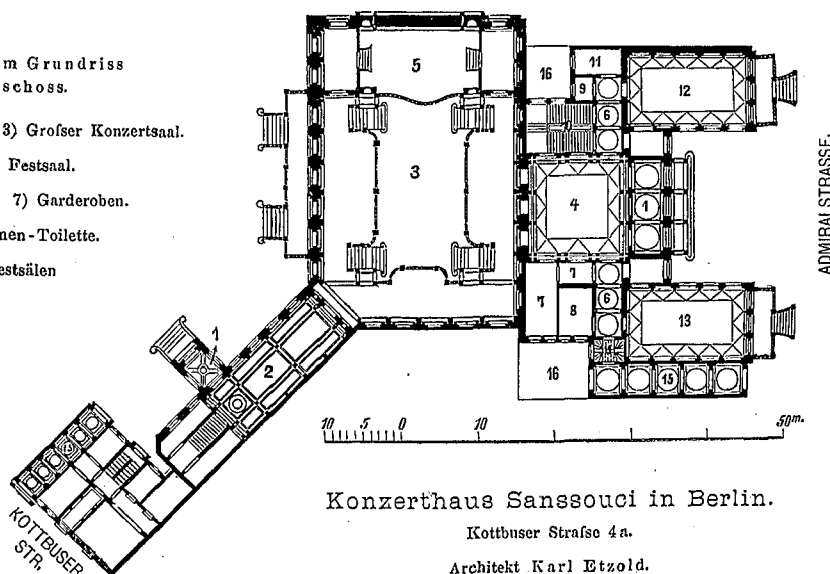 m Grundriss
schoss.
3) Großer Konzertsaal.
Festsaal.
7) Garderoben.
nen-Toilette.
estsälen
5
16
11
9
6
12
3
4
1
ADMIRALSTRASSE.
7
7
6
8
13
16
15
1
2
KOTTBUSER
STR.
10 5 0 10 50m.
Konzerthaus Sanssouci in Berlin.
Kottbuser Straße 4a.
Architekt Karl Etzold.